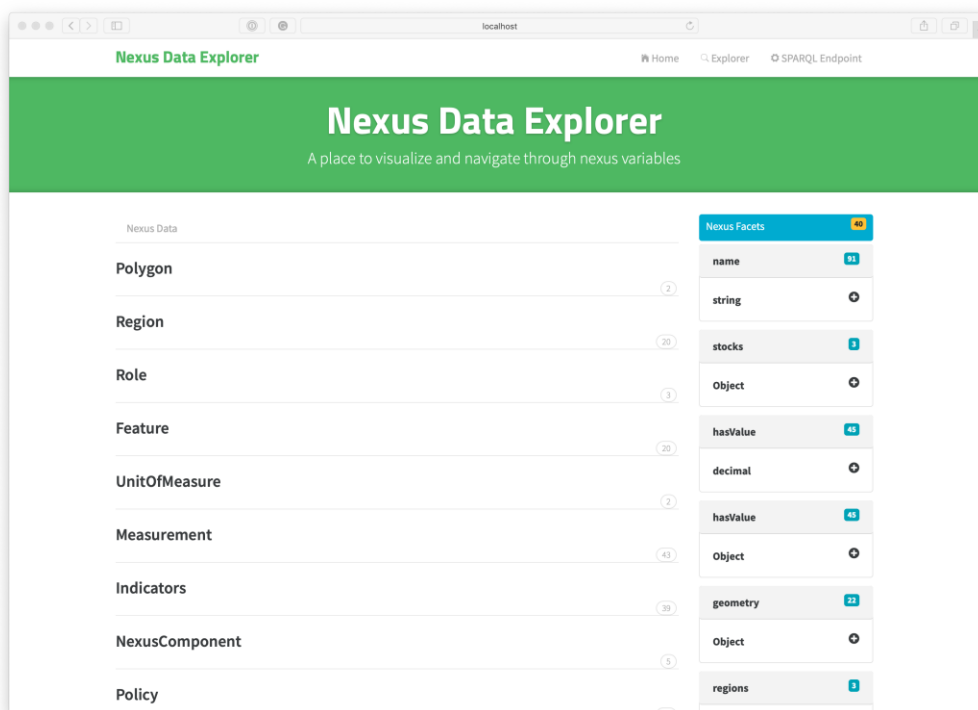 localhost
Nexus Data Explorer
Home
Explorer
SPARQL Endpoint
Nexus Data Explorer
A place to visualize and navigate through nexus variables
Nexus Data
Polygon
2
Region
20
Role
3
Feature
20
UnitOfMeasure
2
Measurement
43
Indicators
39
NexusComponent
5
Policy
Nexus Facets 40
name 91
string
stocks 3
Object
hasValue 45
decimal
hasValue 45
Object
geometry 22
Object
regions 3